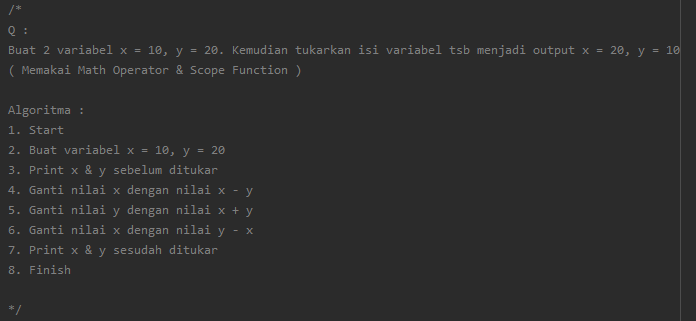 /*
Q :
Buat 2 variabel x = 10, y = 20. Kemudian tukarkan isi variabel tsb menjadi output x = 20, y = 10
( Memakai Math Operator & Scope Function )
Algoritma :
1. Start
2. Buat variabel x = 10, y = 20
3. Print x & y sebelum ditukar
4. Ganti nilai x dengan nilai x - y
5. Ganti nilai y dengan nilai x + y
6. Ganti nilai x dengan nilai y - x
7. Print x & y sesudah ditukar
8. Finish
*/